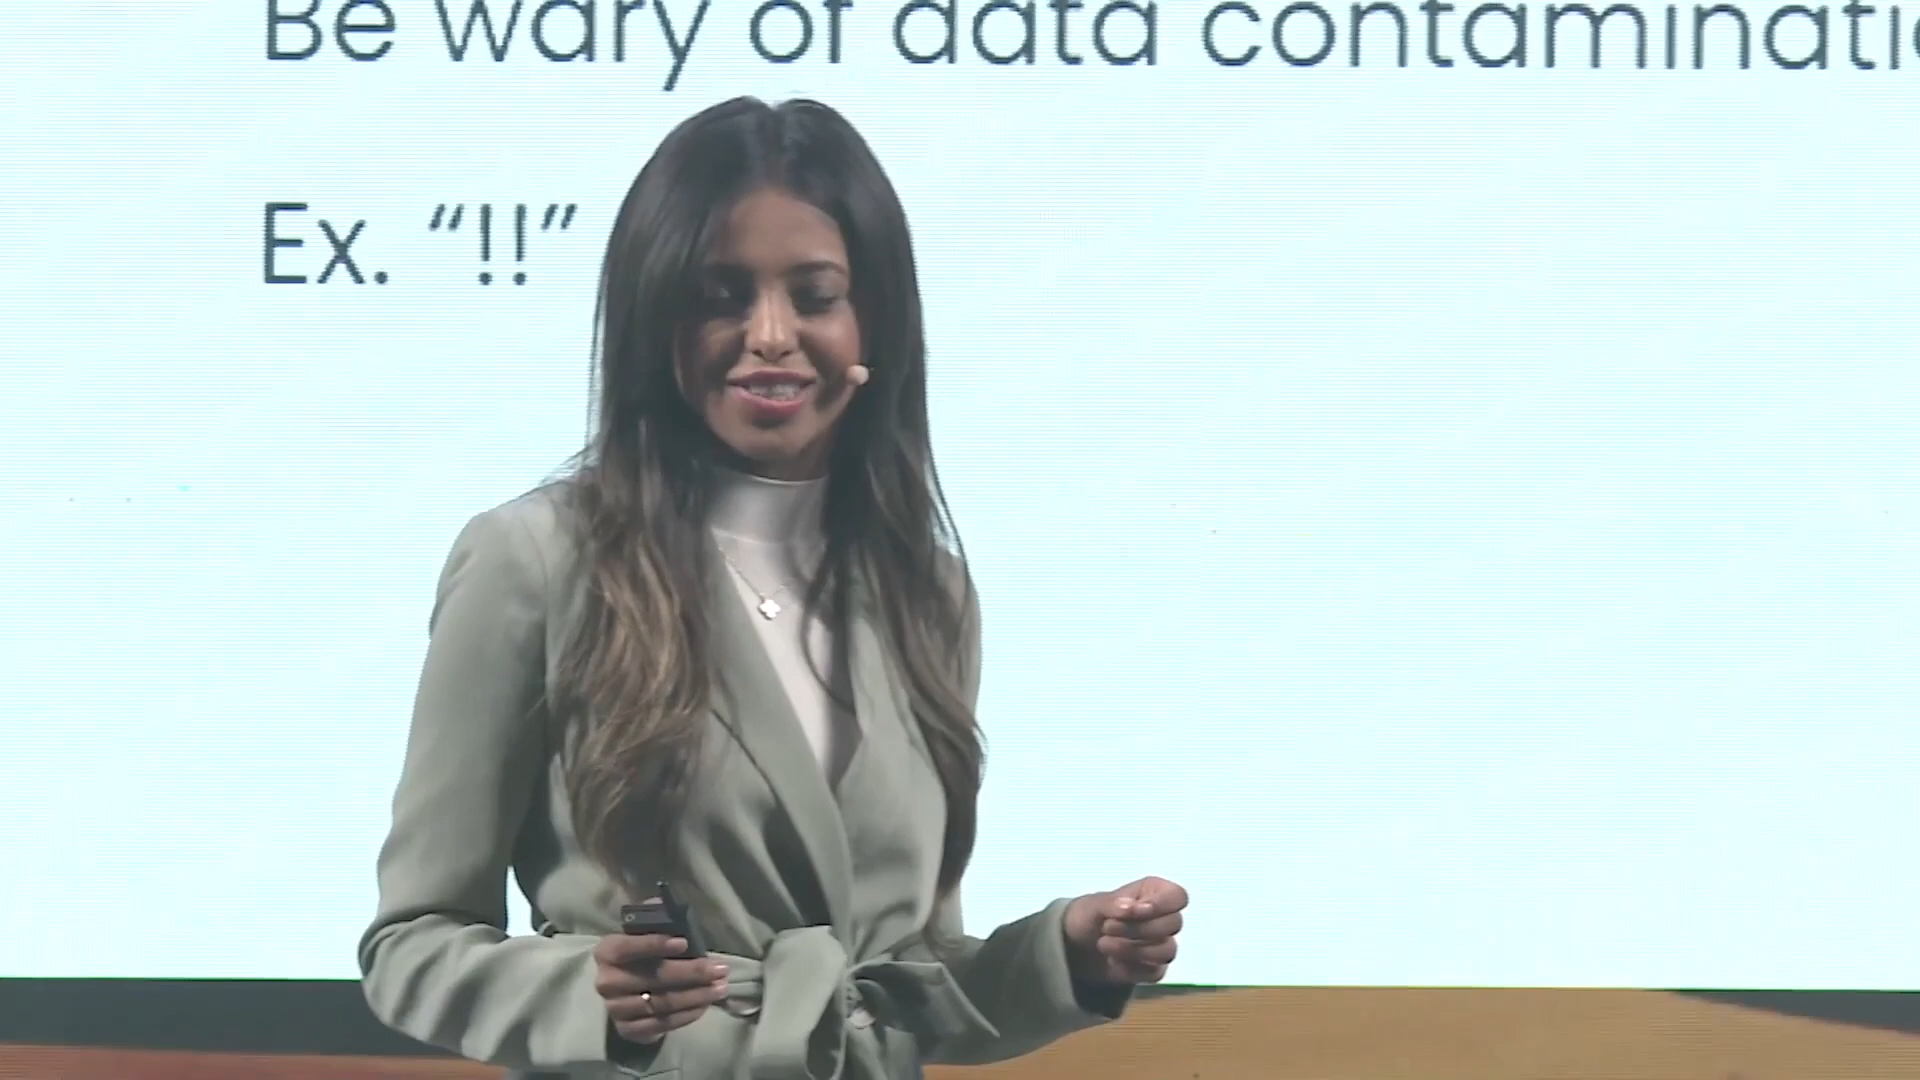 Be wary of data contaminati
Ex. “!!”